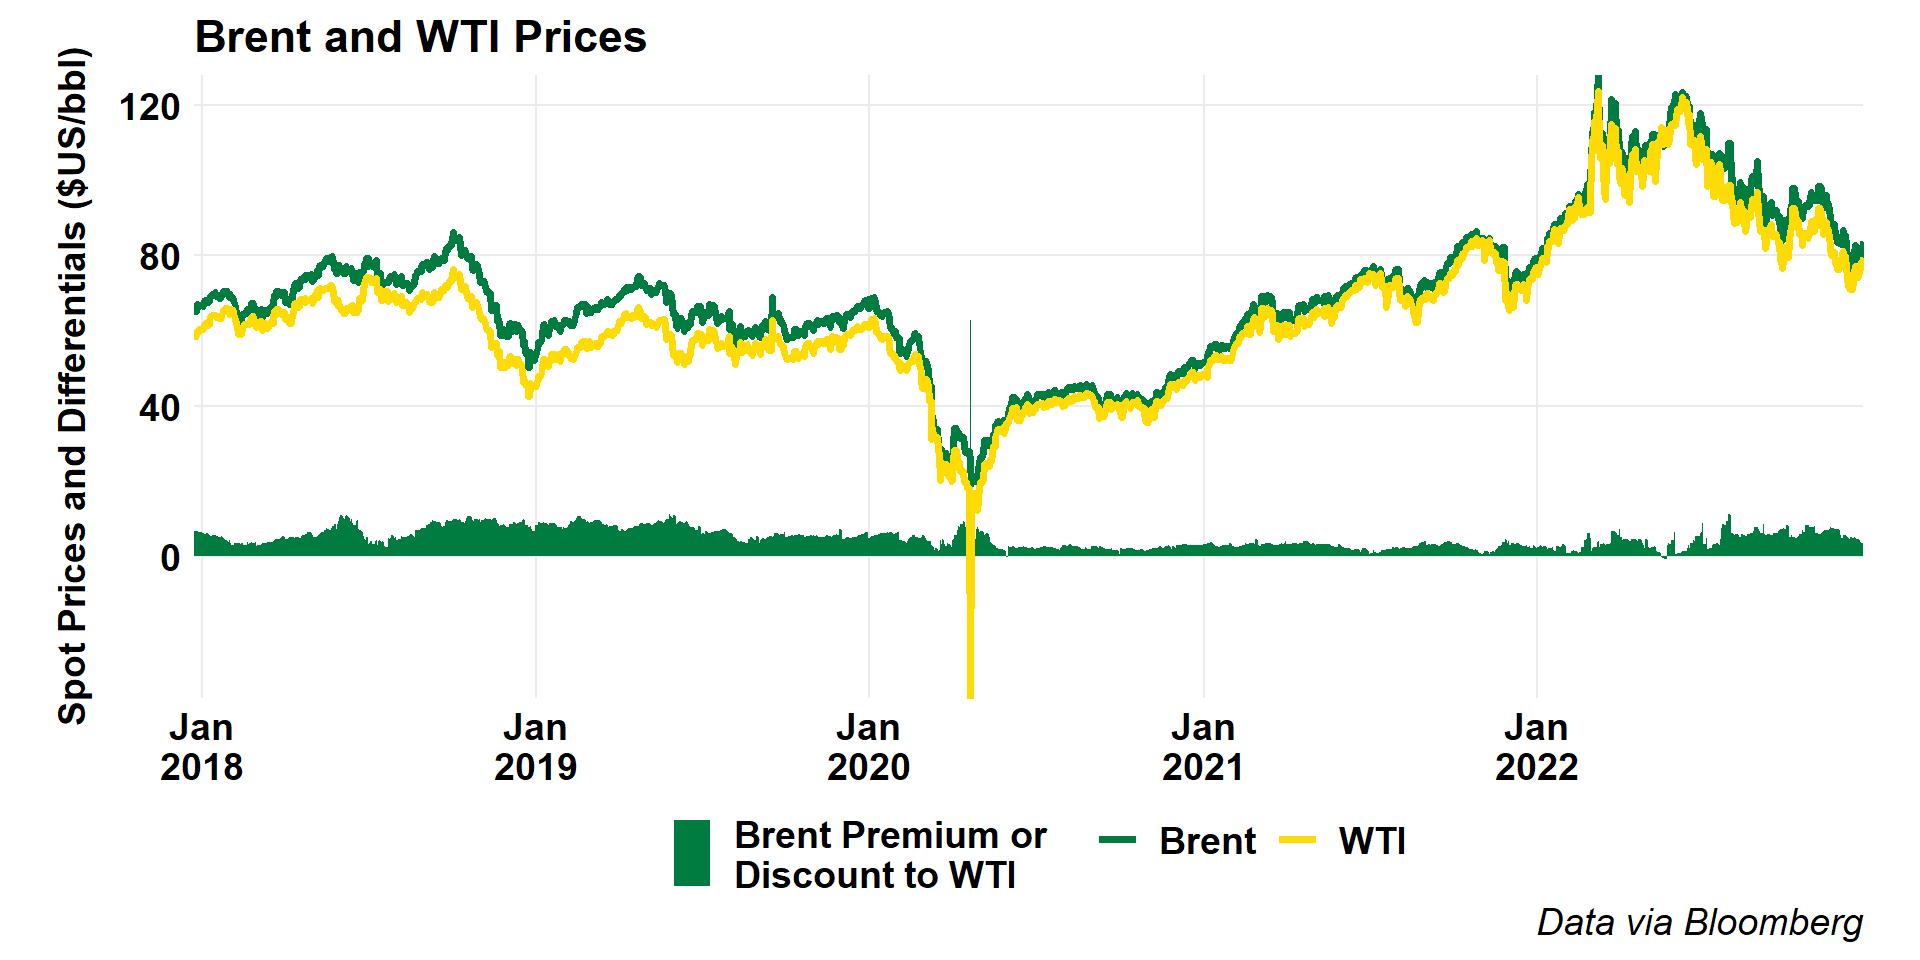 Brent and WTI Prices
Spot Prices and Differentials ($US/bbl)
120
80
40
0
Jan
2018
Jan
2019
Jan
2020
Jan
2021
Jan
2022
Brent Premium or
Discount to WTI
Brent
WTI
Data via Bloomberg